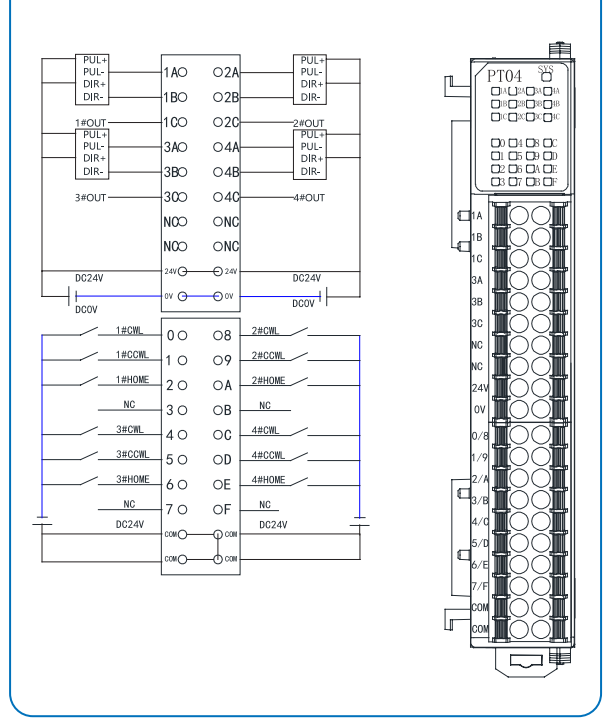 PUL+ PUL+
PUL- 1A 2A PUL-
DIR+ DIR+
DIR- 1B 2B DIR-
1#OUT 1C 2C 2#OUT
PUL+ PUL+
PUL- 3A 4A PUL-
DIR+ DIR+
DIR- 3B 4B DIR-
3#OUT 3C 4C 4#OUT
NC NC
NC NC
24V 24V
DC24V DC24V
0V 0V
DC0V DC0V
1#CWL 0 8 2#CWL
1#CCWL 1 9 2#CCWL
1#HOME 2 A 2#HOME
NC 3 B NC
3#CWL 4 C 4#CWL
3#CCWL 5 D 4#CCWL
3#HOME 6 E 4#HOME
NC 7 F NC
DC24V DC24V
COM COM
COM COM
PT04 SYS
1A 2A 3A 4A
1B 2B 3B 4B
1C 2C 3C 4C
0 4 8 C
1 5 9 D
2 6 A E
3 7 B F
1A
1B
1C
3A
3B
3C
NC
NC
24V
0V
0/8
1/9
2/A
3/B
4/C
5/D
6/E
7/F
COM
COM